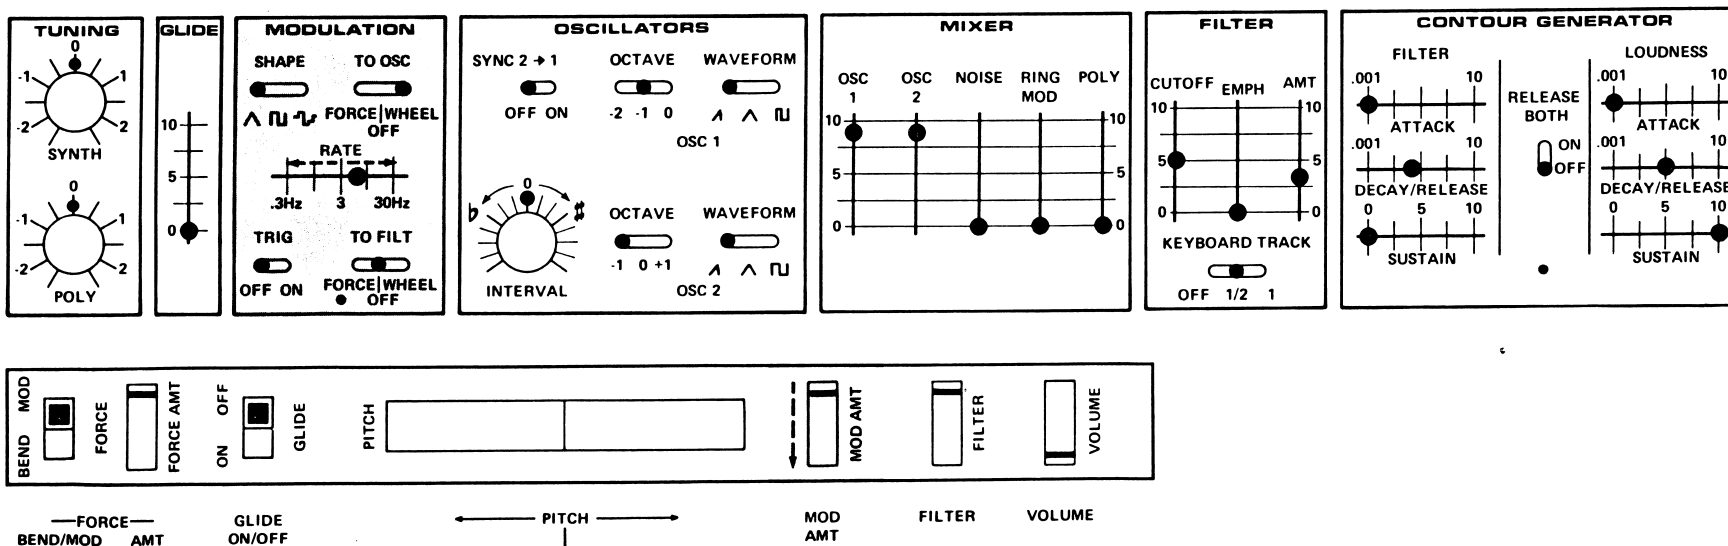 TUNING
0
-1 1
-2 2
SYNTH
0
-1 1
-2 2
POLY
GLIDE
10
5
0
MODULATION
SHAPE TO OSC
FORCE|WHEEL
OFF
RATE
.3Hz 3 30Hz
TRIG TO FILT
OFF ON FORCE|WHEEL
OFF
OSCILLATORS
SYNC 2 → 1 OCTAVE WAVEFORM
OFF ON -2 -1 0
OSC 1
♭ 0 ♯
OCTAVE WAVEFORM
-1 0 +1
INTERVAL OSC 2
MIXER
OSC OSC NOISE RING POLY
1 2 MOD
10 10
5 5
0 0
FILTER
CUTOFF EMPH AMT
10 10
5 5
0 0
KEYBOARD TRACK
OFF 1/2 1
CONTOUR GENERATOR
FILTER
.001 10
ATTACK
.001 10
DECAY/RELEASE
0 5 10
SUSTAIN
RELEASE
BOTH
ON
OFF
LOUDNESS
.001 10
ATTACK
.001 10
DECAY/RELEASE
0 5 10
SUSTAIN
BEND MOD
FORCE
FORCE AMT
ON OFF
GLIDE
PITCH
MOD AMT
FILTER
VOLUME
FORCE GLIDE PITCH MOD FILTER VOLUME
BEND/MOD AMT ON/OFF AMT